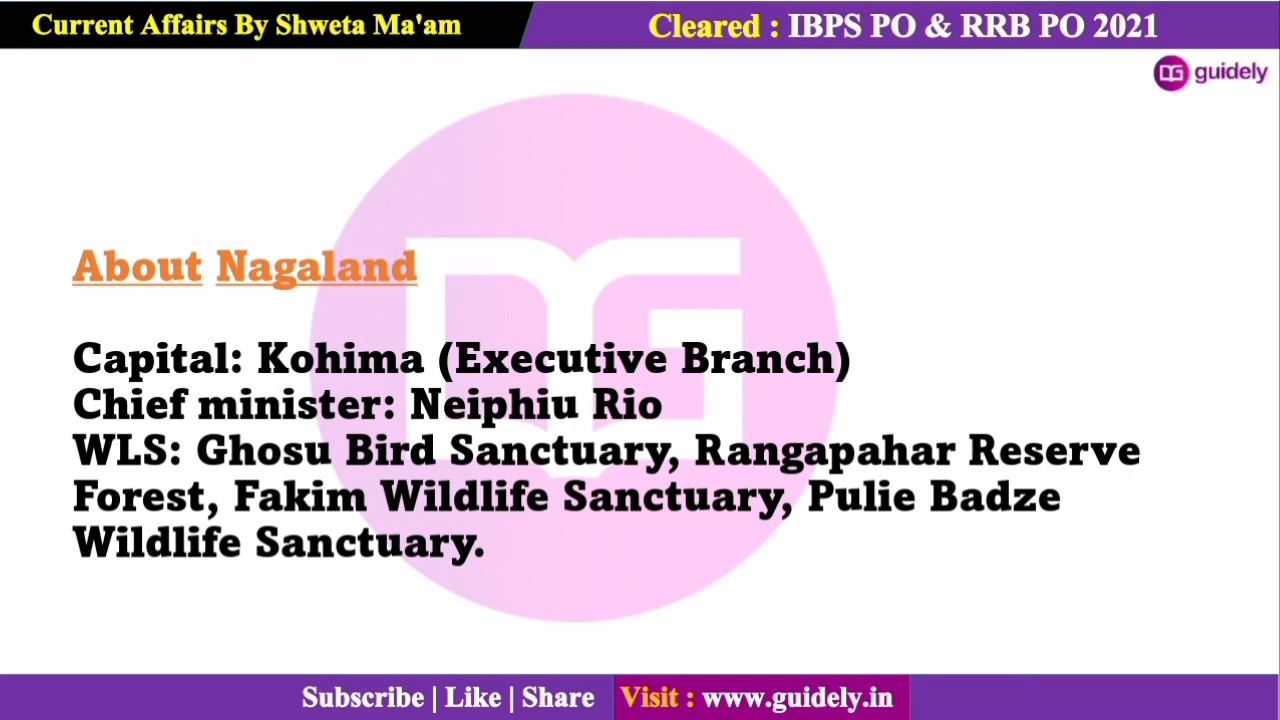 Current Affairs By Shweta Ma'am
Cleared : IBPS PO & RRB PO 2021
DG guidely
About Nagaland
Capital: Kohima (Executive Branch)
Chief minister: Neiphiu Rio
WLS: Ghosu Bird Sanctuary, Rangapahar Reserve
Forest, Fakim Wildlife Sanctuary, Pulie Badze
Wildlife Sanctuary.
Subscribe | Like | Share
Visit : www.guidely.in